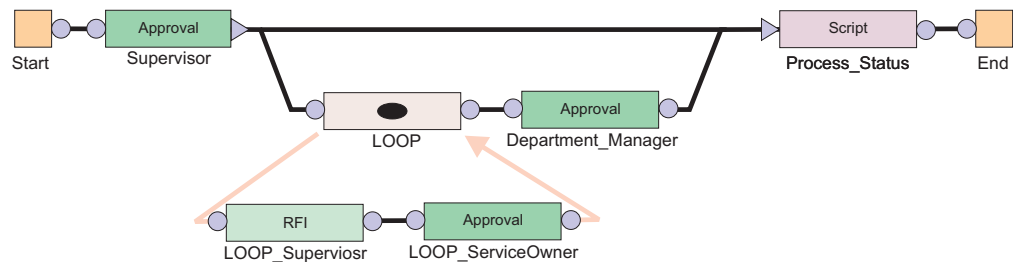 Approval
Script
Start
Supervisor
Process_Status
End
Approval
LOOP
Department_Manager
RFI
Approval
LOOP_Superviosr
LOOP_ServiceOwner